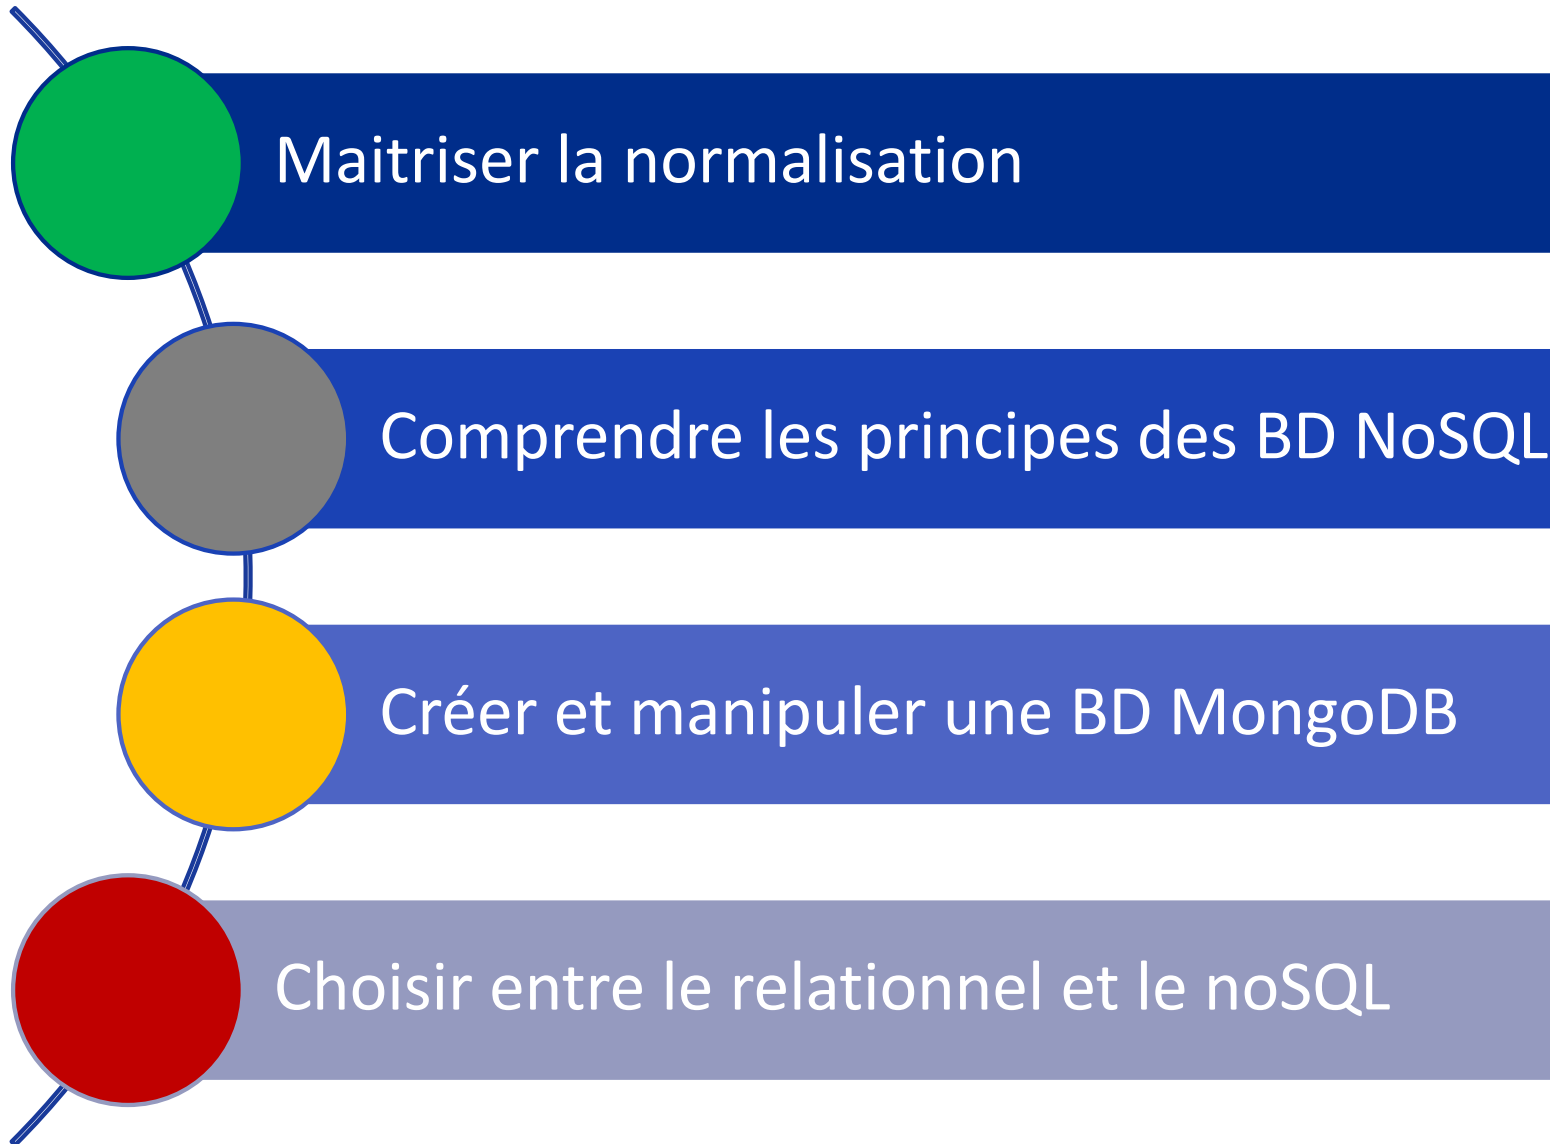 Maitriser la normalisation
Comprendre les principes des BD NoSQL
Créer et manipuler une BD MongoDB
Choisir entre le relationnel et le noSQL